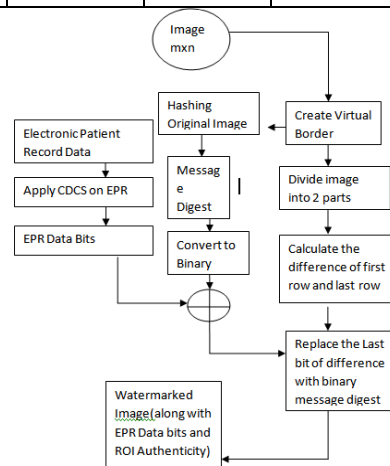 Image
mxn
Hashing
Original Image
Create Virtual
Border
Electronic Patient
Record Data
Messag
e
Digest
Divide image
into 2 parts
Apply CDCS on EPR
EPR Data Bits
Convert to
Binary
Calculate the
difference of first
row and last row
Replace the Last
bit of difference
with binary
message digest
Watermarked
Image(along with
EPR Data bits and
ROI Authenticity)